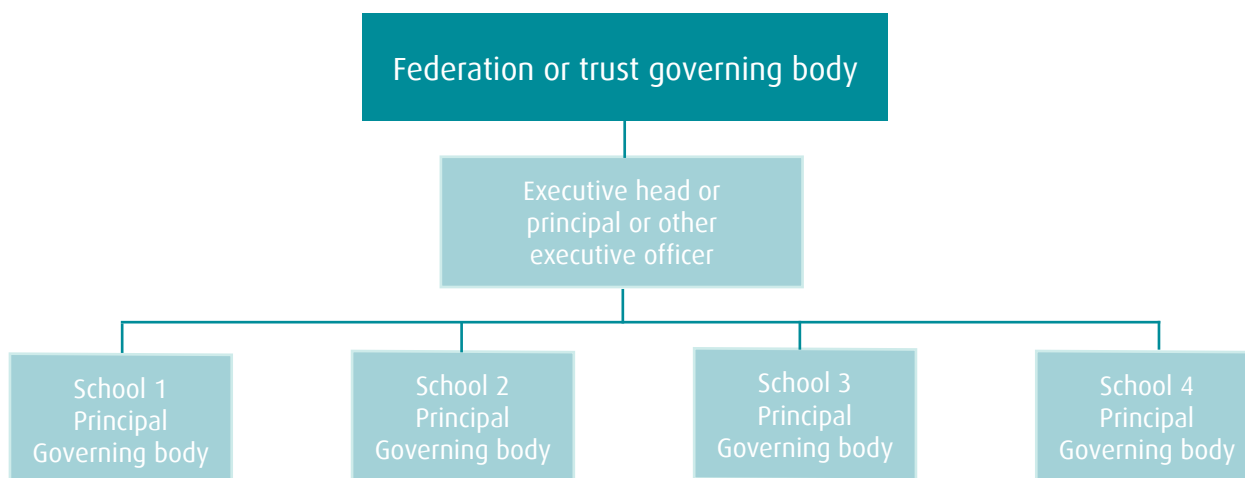 Federation or trust governing body
Executive head or
principal or other
executive officer
School 1
Principal
Governing body
School 2
Principal
Governing body
School 3
Principal
Governing body
School 4
Principal
Governing body